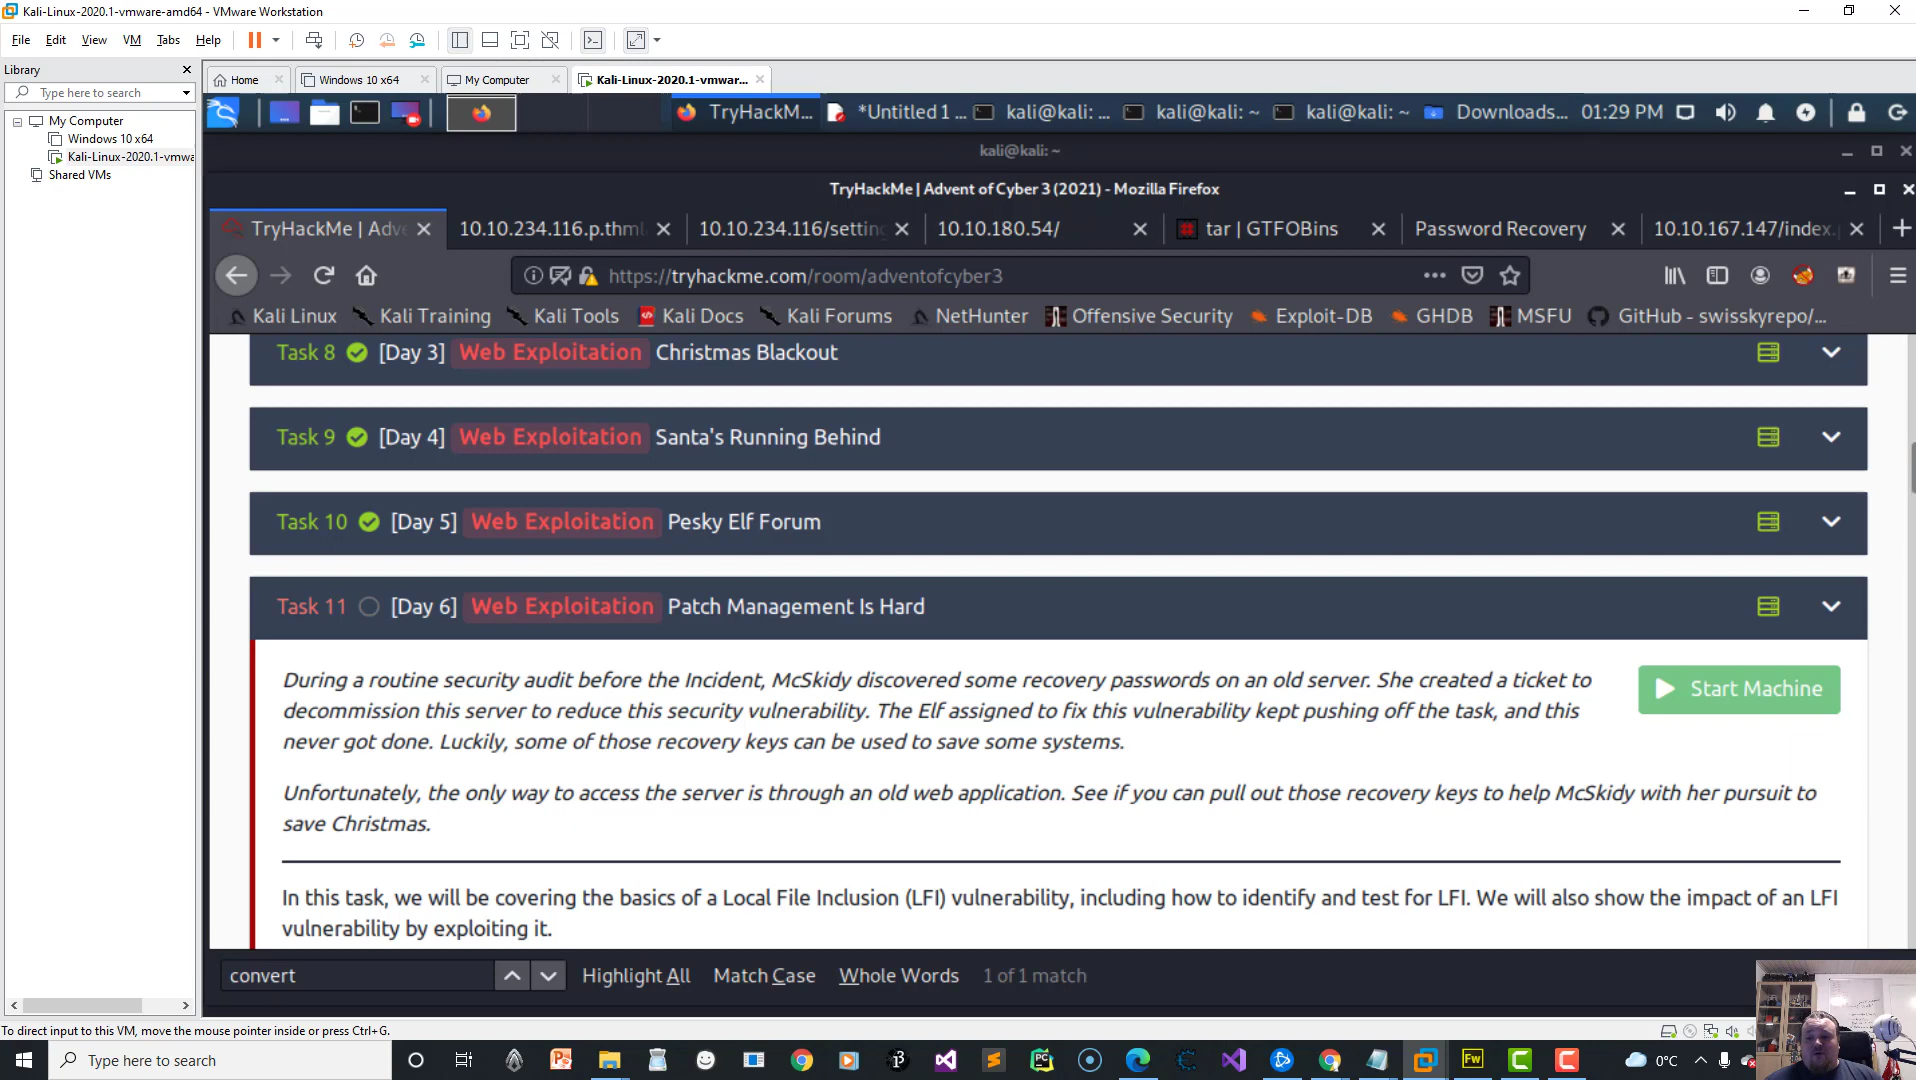 Kali-Linux-2020.1-vmware-amd64 - VMware Workstation
File Edit View VM Tabs Help
Library
Type here to search
Home Windows 10 x64 My Computer Kali-Linux-2020.1-vmwar...
My Computer
Windows 10 x64
Kali-Linux-2020.1-vmwa
Shared VMs
TryHackM... *Untitled 1 ... kali@kali: ... kali@kali: ~ kali@kali: ~ Downloads... 01:29 PM
kali@kali: ~
TryHackMe | Advent of Cyber 3 (2021) - Mozilla Firefox
TryHackMe | Adve 10.10.234.116.p.thml 10.10.234.116/setting 10.10.180.54/ tar | GTFOBins Password Recovery 10.10.167.147/index.
https://tryhackme.com/room/adventofcyber3
Kali Linux Kali Training Kali Tools Kali Docs Kali Forums NetHunter Offensive Security Exploit-DB GHDB MSFU GitHub - swisskyrepo/...
Task 8 [Day 3] Web Exploitation Christmas Blackout
Task 9 [Day 4] Web Exploitation Santa's Running Behind
Task 10 [Day 5] Web Exploitation Pesky Elf Forum
Task 11 [Day 6] Web Exploitation Patch Management Is Hard
During a routine security audit before the Incident, McSkidy discovered some recovery passwords on an old server. She created a ticket to
decommission this server to reduce this security vulnerability. The Elf assigned to fix this vulnerability kept pushing off the task, and this
never got done. Luckily, some of those recovery keys can be used to save some systems.
Start Machine
Unfortunately, the only way to access the server is through an old web application. See if you can pull out those recovery keys to help McSkidy with her pursuit to
save Christmas.
In this task, we will be covering the basics of a Local File Inclusion (LFI) vulnerability, including how to identify and test for LFI. We will also show the impact of an LFI
vulnerability by exploiting it.
convert Highlight All Match Case Whole Words 1 of 1 match
To direct input to this VM, move the mouse pointer inside or press Ctrl+G.
Type here to search
0°C